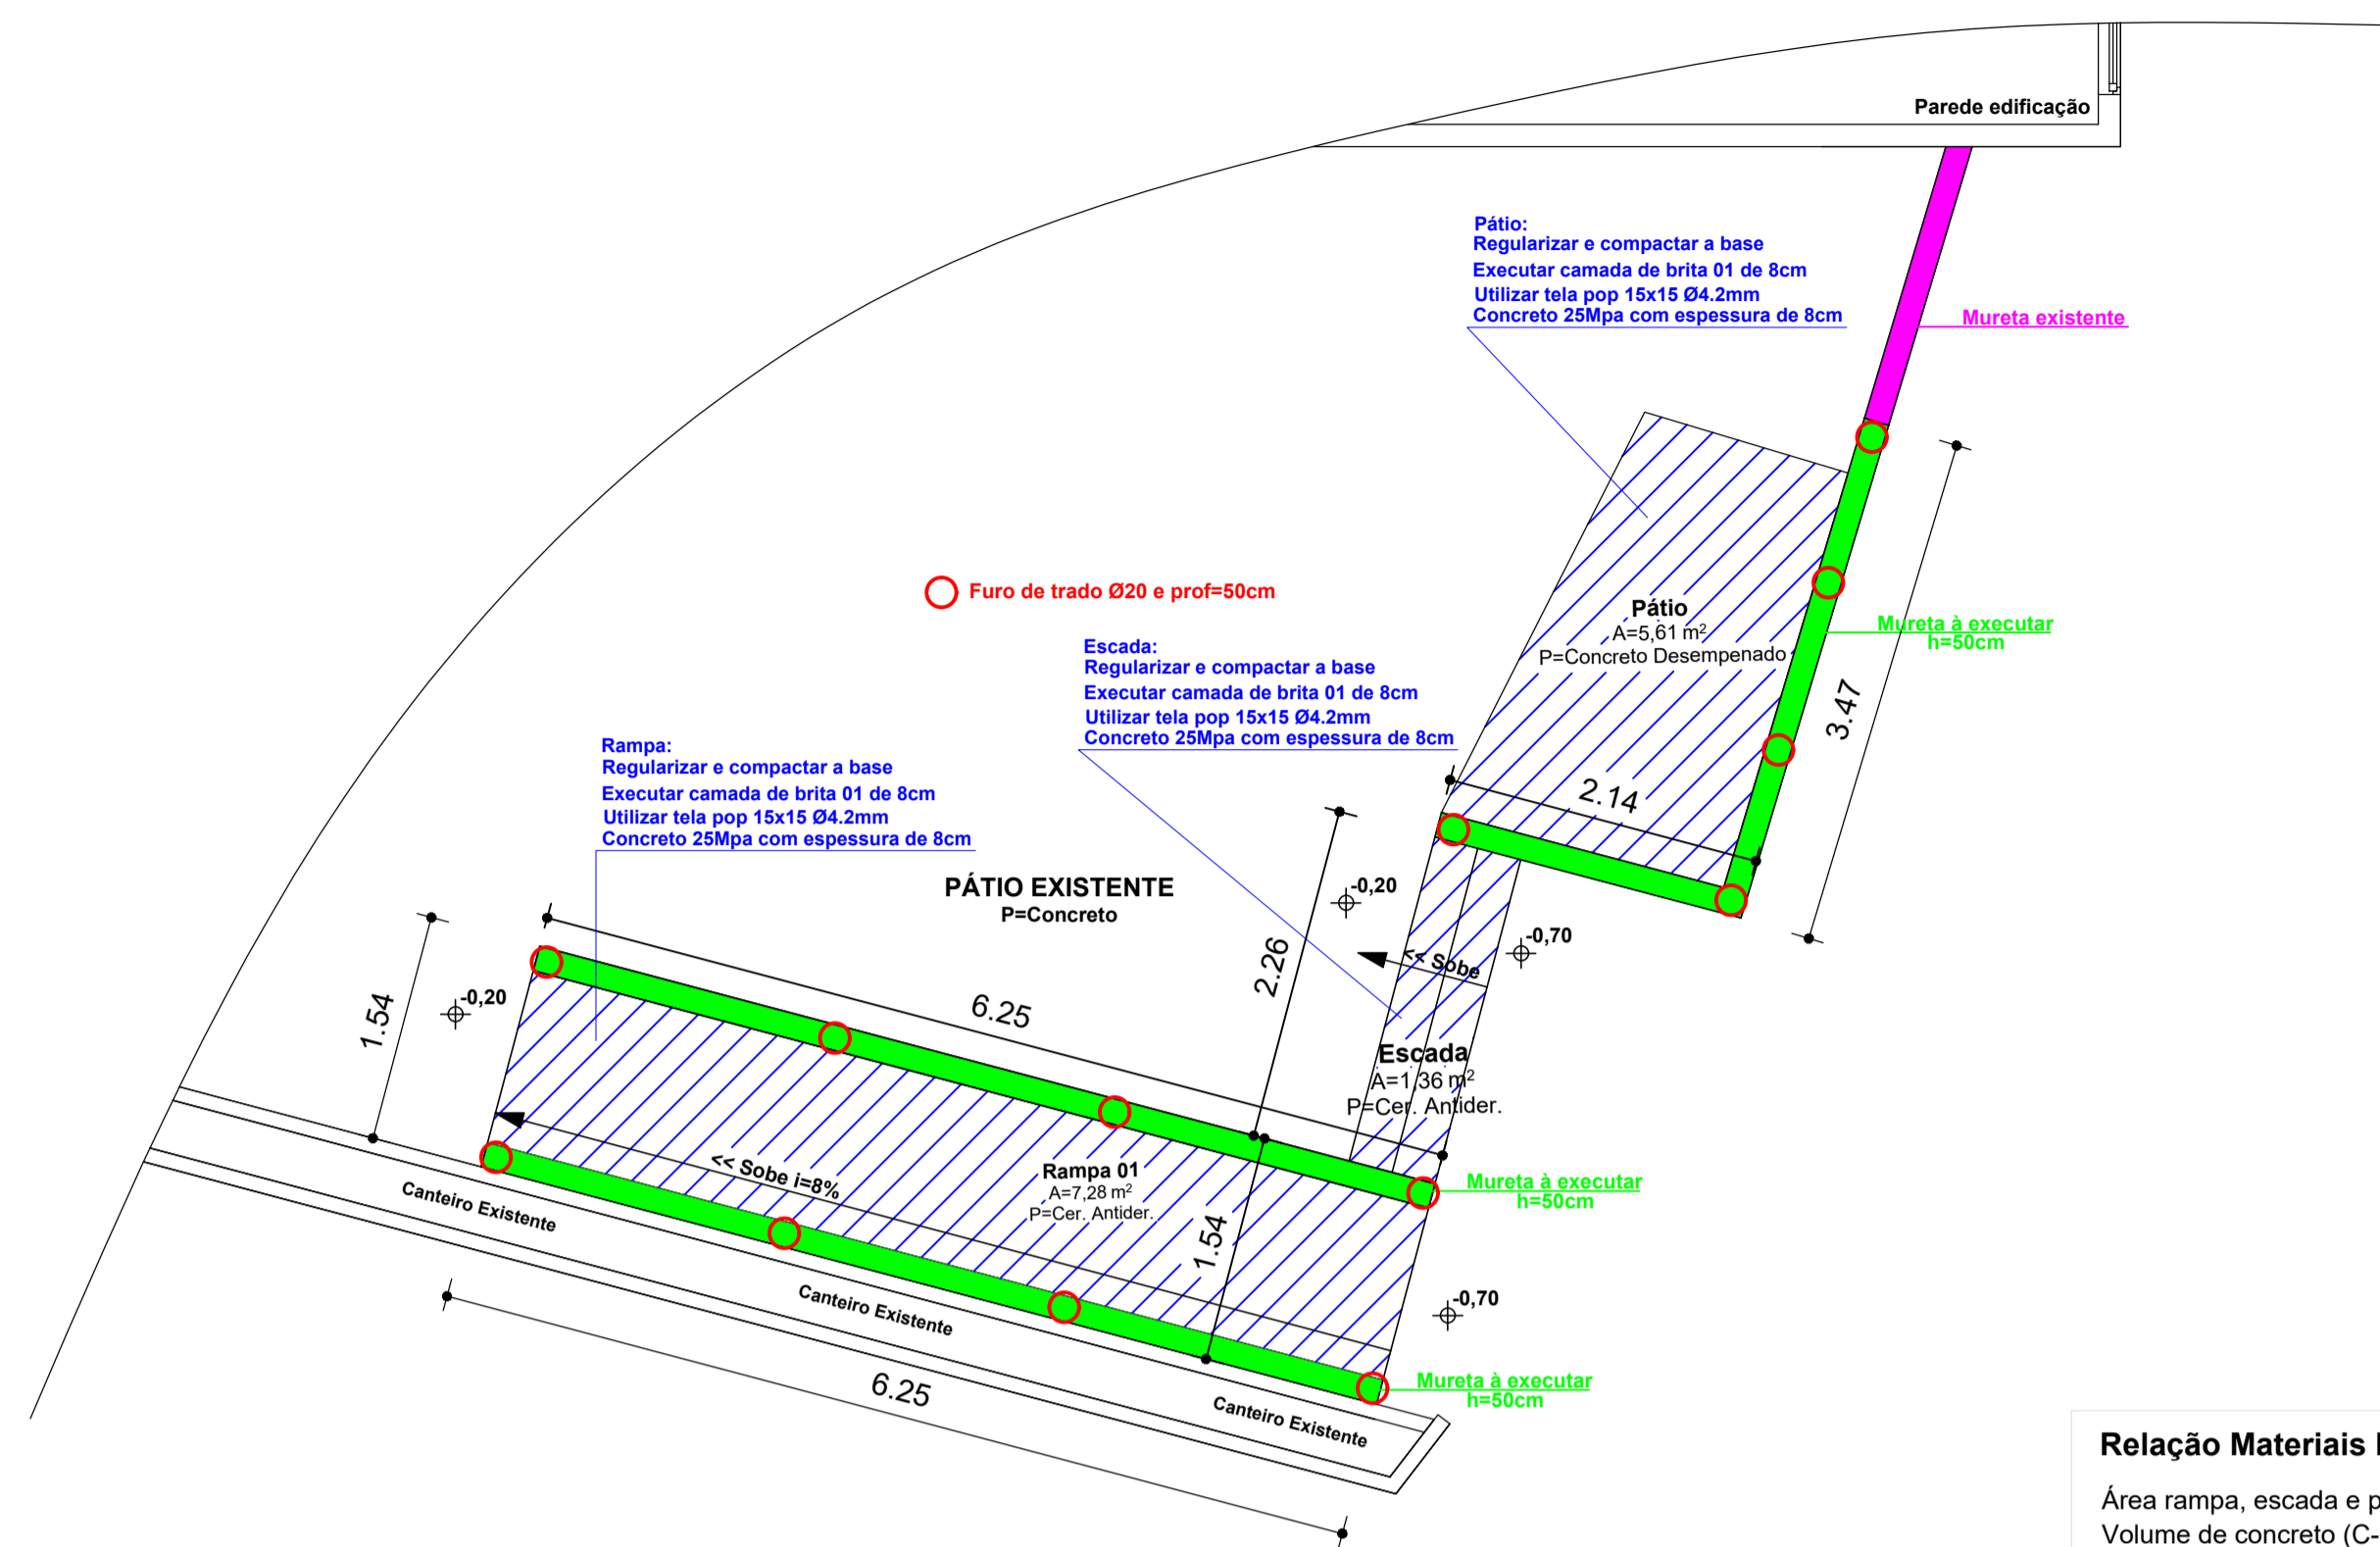 Parede edificação
Pátio:
Regularizar e compactar a base
Executar camada de brita 01 de 8cm
Utilizar tela pop 15x15 Ø4.2mm
Concreto 25Mpa com espessura de 8cm
Mureta existente
Furo de trado Ø20 e prof=50cm
Pátio
A=5,61 m²
P=Concreto Desempenado
Mureta à executar
h=50cm
3.47
2.14
Escada:
Regularizar e compactar a base
Executar camada de brita 01 de 8cm
Utilizar tela pop 15x15 Ø4.2mm
Concreto 25Mpa com espessura de 8cm
Rampa:
Regularizar e compactar a base
Executar camada de brita 01 de 8cm
Utilizar tela pop 15x15 Ø4.2mm
Concreto 25Mpa com espessura de 8cm
PÁTIO EXISTENTE
P=Concreto
-0,20
-0,70
<< Sobe
2.26
-0,20
1.54
6.25
Escada
A=1,36 m²
P=Cer. Antider.
<< Sobe i=8%
Rampa 01
A=7,28 m²
P=Cer. Antider.
1.54
Mureta à executar
h=50cm
-0,70
Canteiro Existente
Canteiro Existente
Canteiro Existente
Mureta à executar
h=50cm
6.25
Relação Materiais
Área rampa, escada e p
Volume de concreto (C-